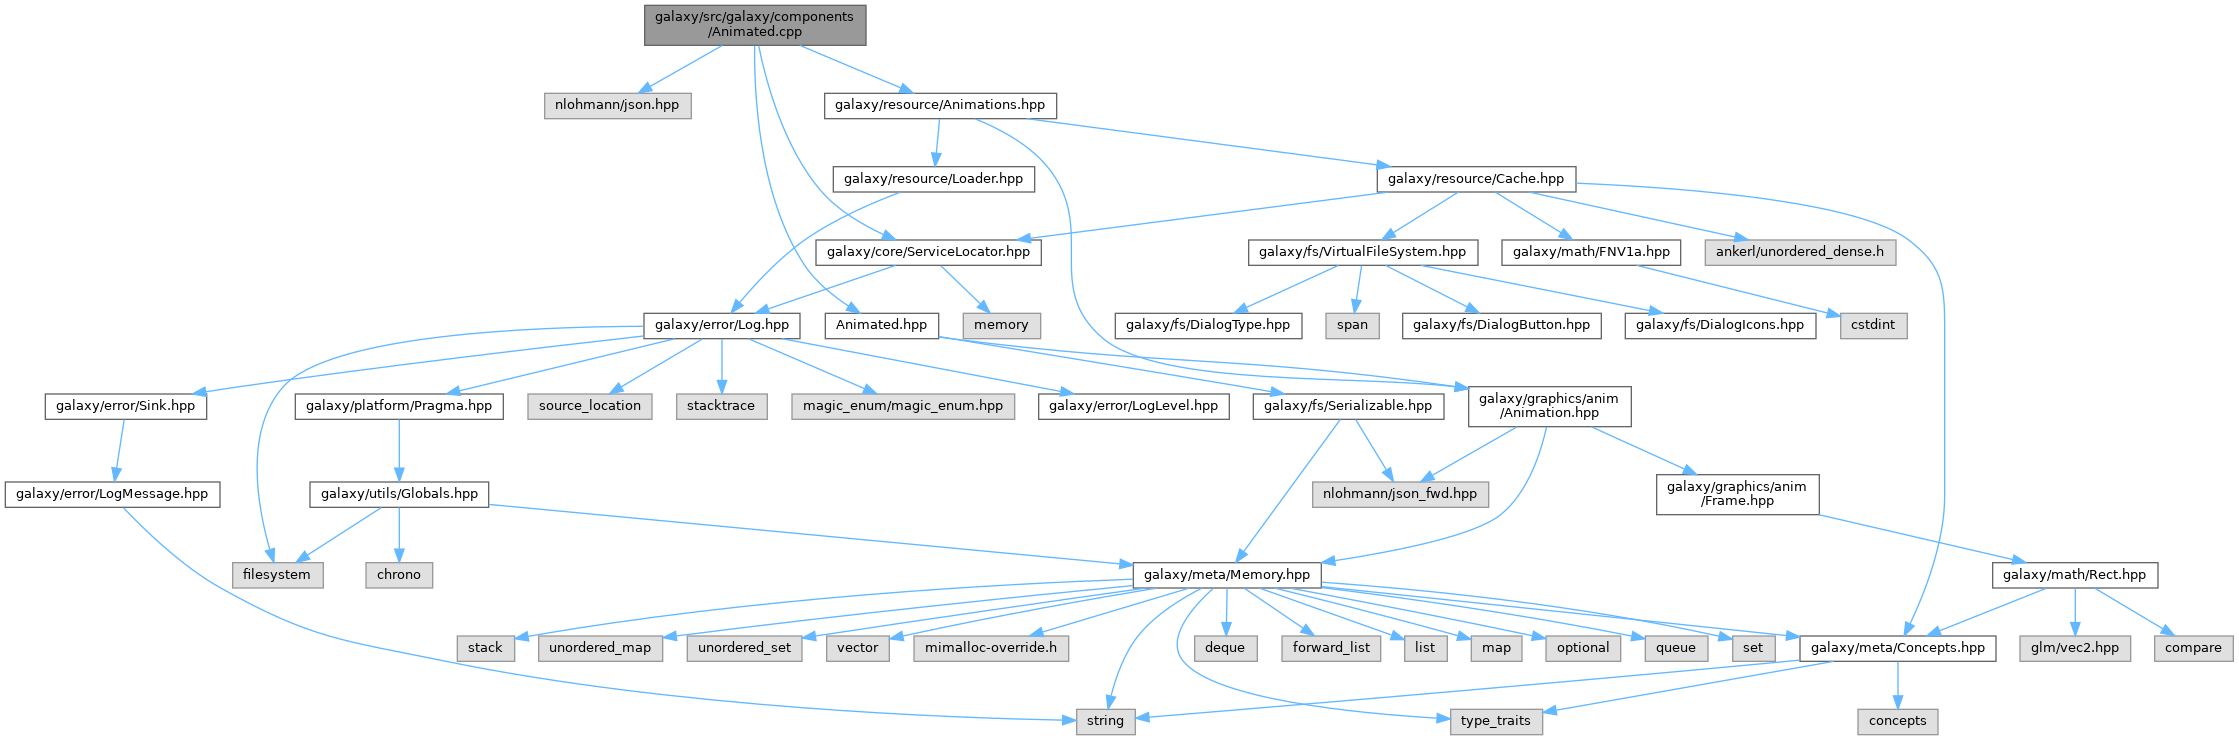 galaxy/src/galaxy/components
/Animated.cpp
nlohmann/json.hpp
galaxy/resource/Animations.hpp
galaxy/resource/Loader.hpp
galaxy/resource/Cache.hpp
galaxy/core/ServiceLocator.hpp
galaxy/fs/VirtualFileSystem.hpp
galaxy/math/FNV1a.hpp
ankerl/unordered_dense.h
galaxy/error/Log.hpp
Animated.hpp
memory
galaxy/fs/DialogType.hpp
span
galaxy/fs/DialogButton.hpp
galaxy/fs/DialogIcons.hpp
cstdint
galaxy/error/Sink.hpp
galaxy/platform/Pragma.hpp
source_location
stacktrace
magic_enum/magic_enum.hpp
galaxy/error/LogLevel.hpp
galaxy/fs/Serializable.hpp
galaxy/graphics/anim
/Animation.hpp
galaxy/error/LogMessage.hpp
galaxy/utils/Globals.hpp
nlohmann/json_fwd.hpp
galaxy/graphics/anim
/Frame.hpp
filesystem
chrono
galaxy/meta/Memory.hpp
galaxy/math/Rect.hpp
stack
unordered_map
unordered_set
vector
mimalloc-override.h
deque
forward_list
list
map
optional
queue
set
galaxy/meta/Concepts.hpp
glm/vec2.hpp
compare
string
type_traits
concepts